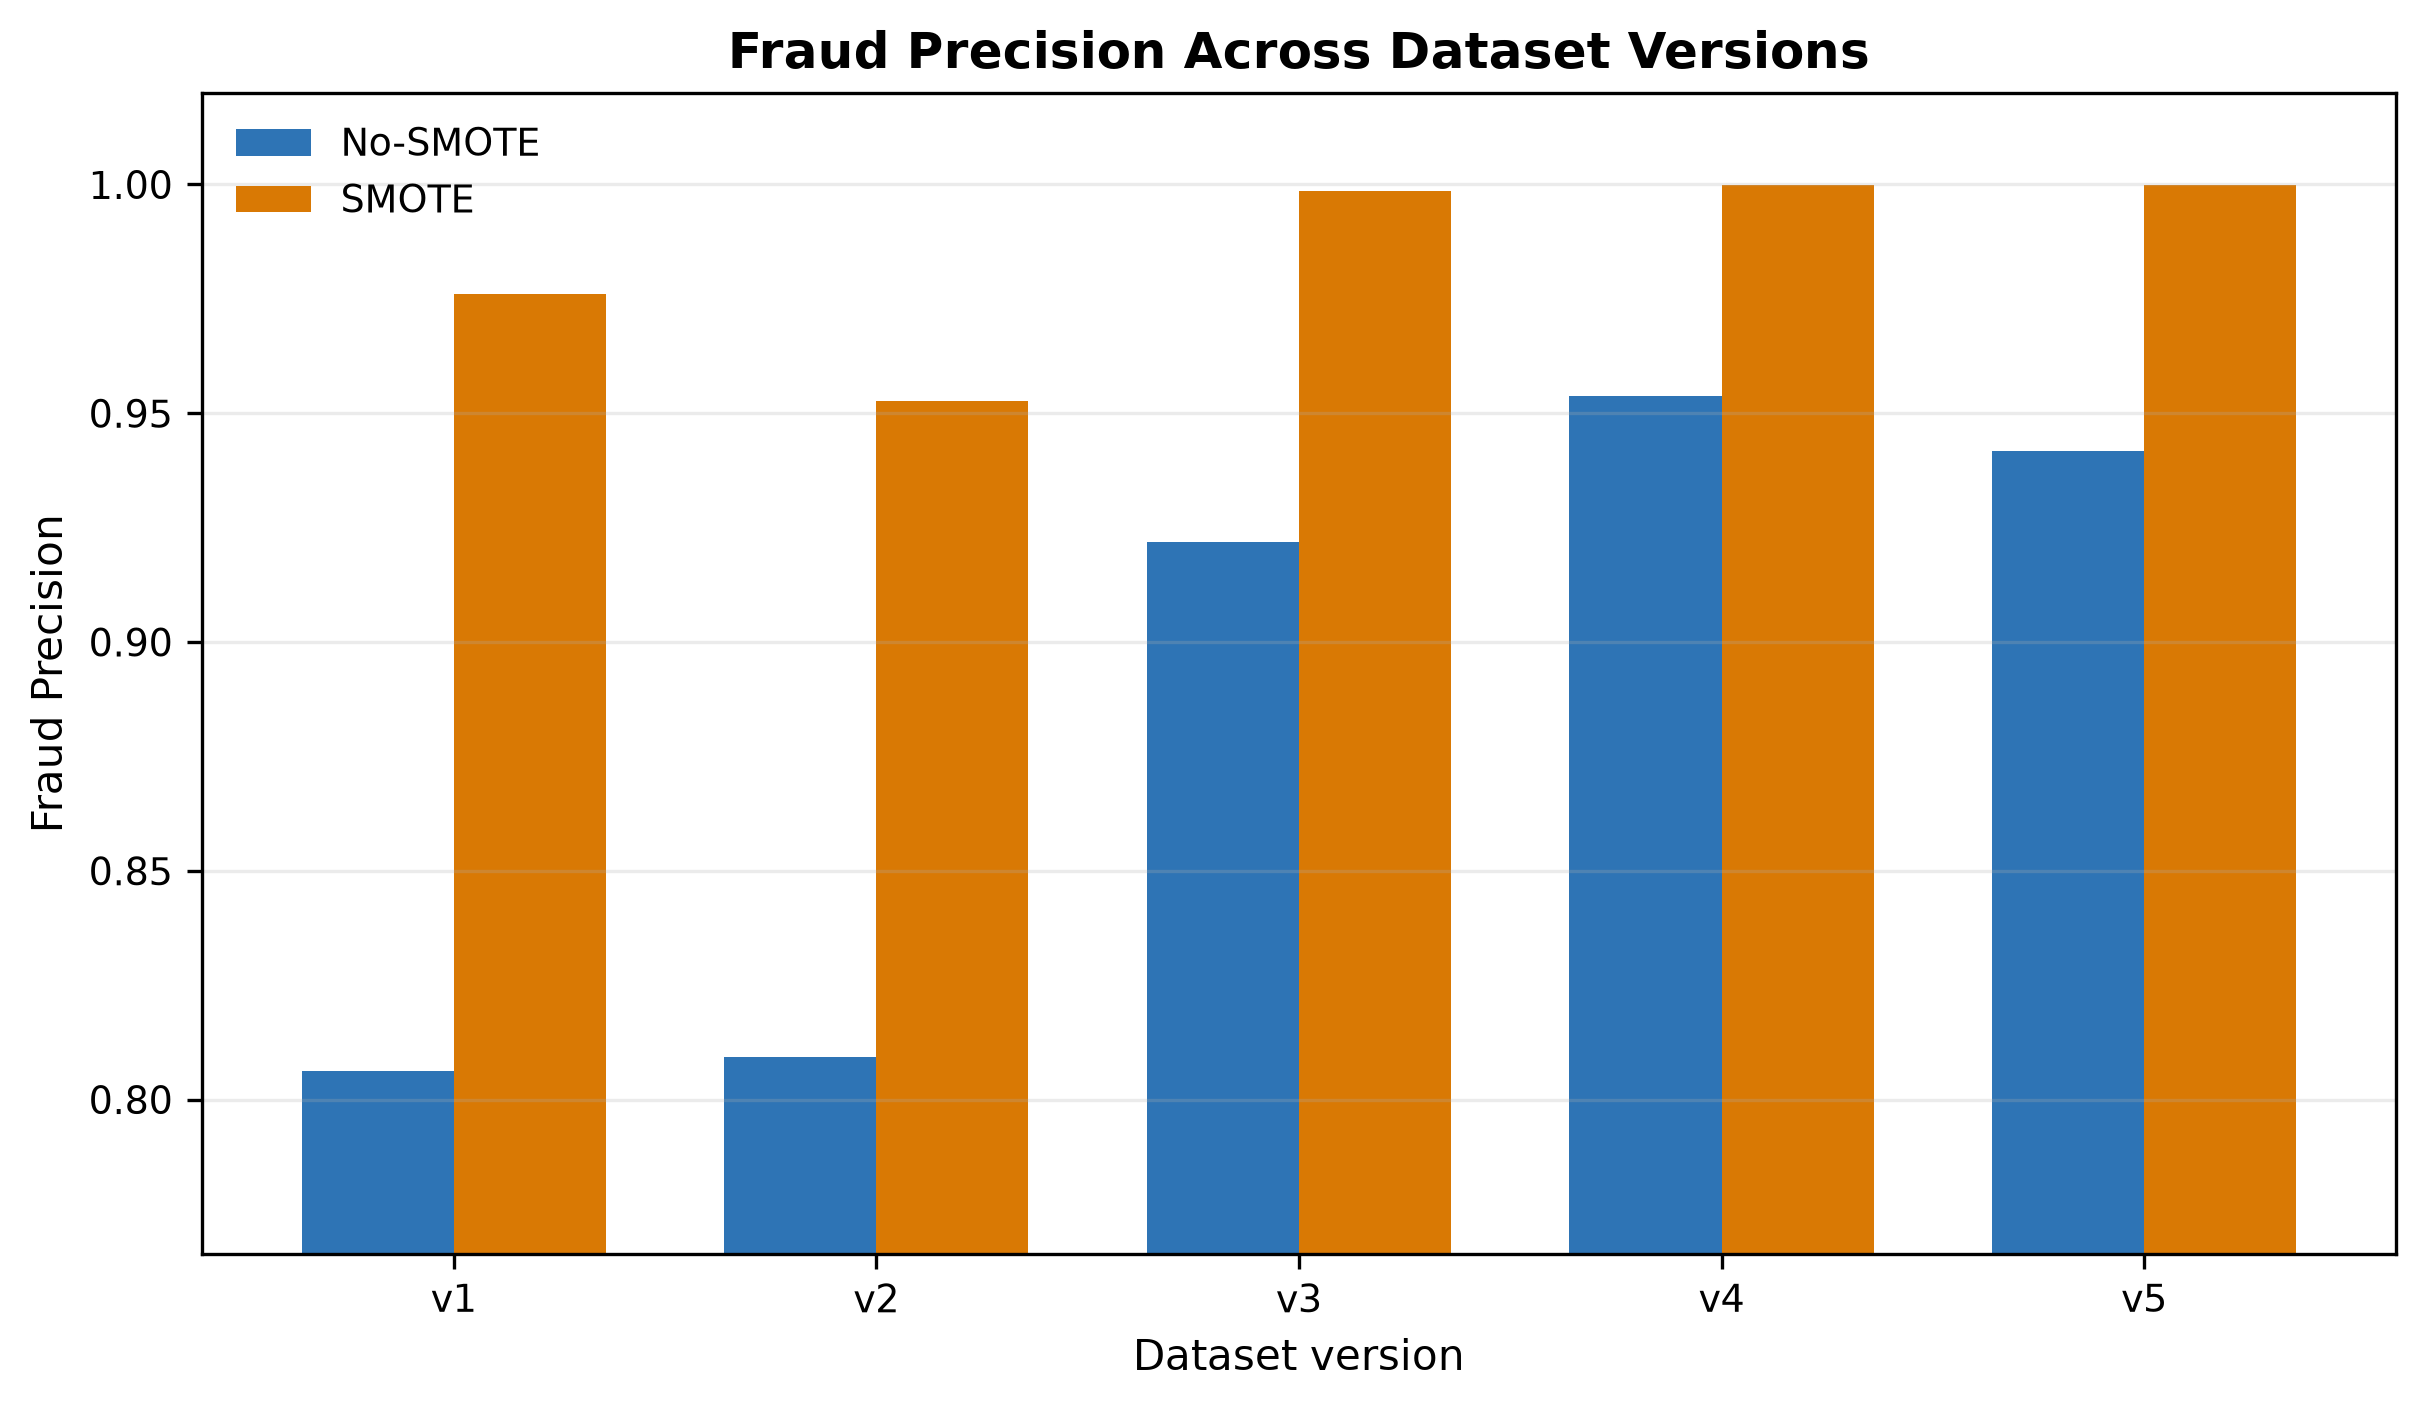 Fraud Precision Across Dataset Versions
No-SMOTE
SMOTE
1.00
0.95
0.90
0.85
0.80
Fraud Precision
v1 v2 v3 v4 v5
Dataset version